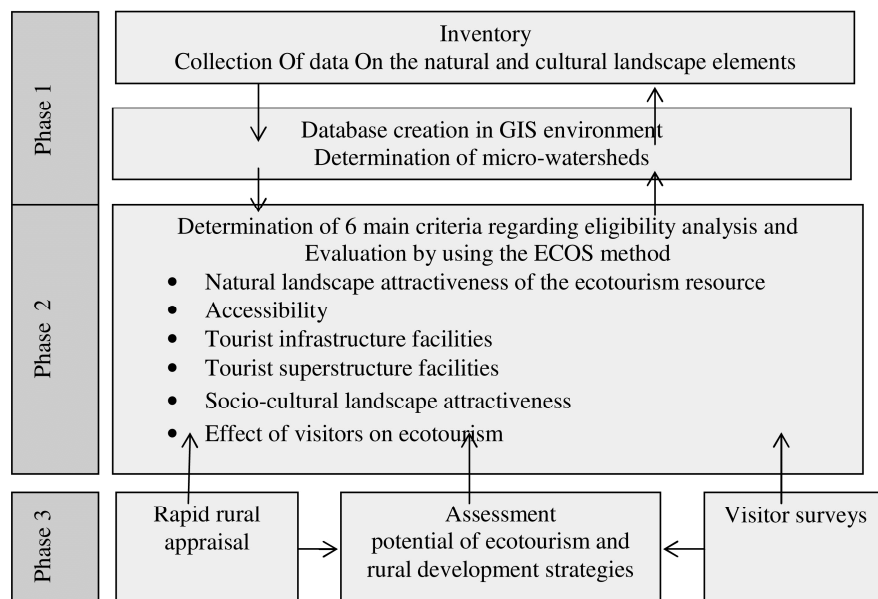 Phase 1
Inventory
Collection Of data On the natural and cultural landscape elements
Database creation in GIS environment
Determination of micro-watersheds
Phase 2
Determination of 6 main criteria regarding eligibility analysis and
Evaluation by using the ECOS method
• Natural landscape attractiveness of the ecotourism resource
• Accessibility
• Tourist infrastructure facilities
• Tourist superstructure facilities
• Socio-cultural landscape attractiveness
• Effect of visitors on ecotourism
Phase 3
Rapid rural
appraisal
Assessment
potential of ecotourism and
rural development strategies
Visitor surveys